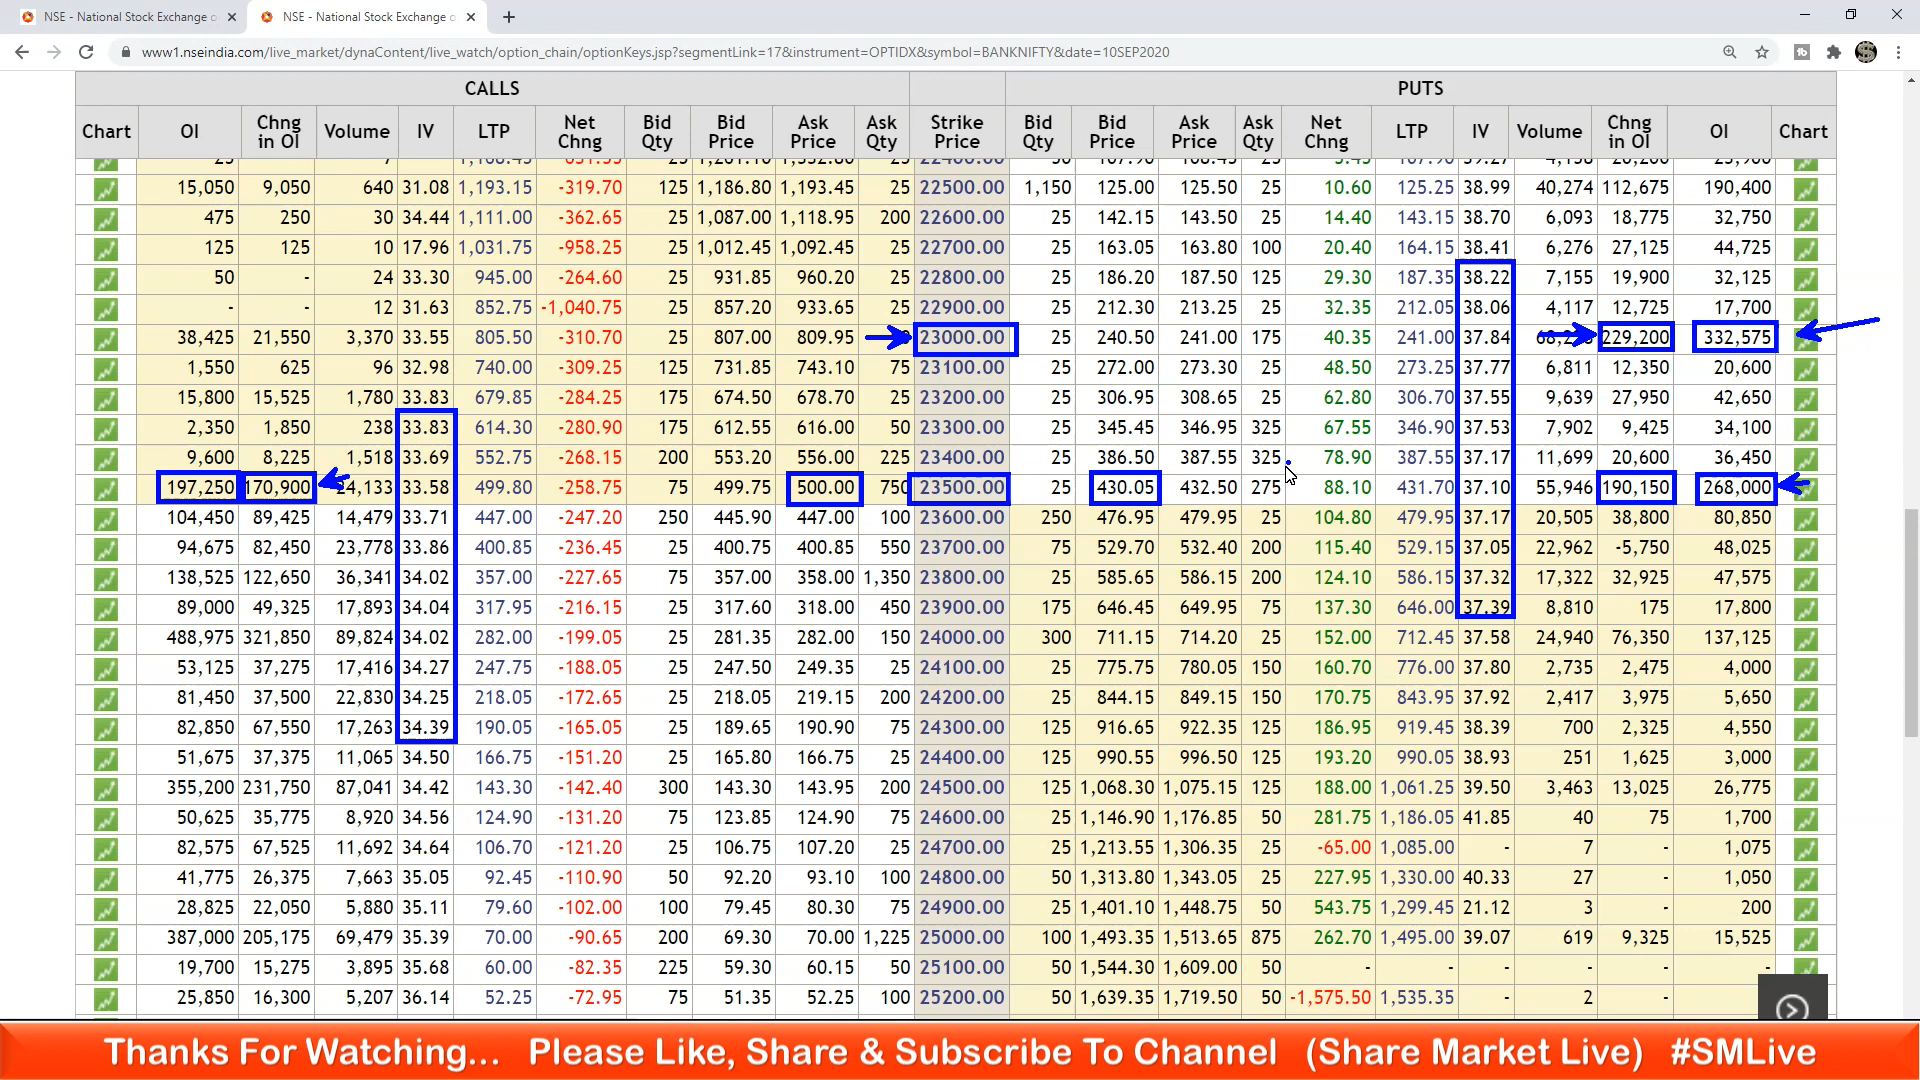 NSE - National Stock Exchange o
NSE - National Stock Exchange o
www1.nseindia.com/live_market/dynaContent/live_watch/option_chain/optionKeys.jsp?segmentLink=17&instrument=OPTIDX&symbol=BANKNIFTY&date=10SEP2020
CALLS PUTS
Chart OI Chng in OI Volume IV LTP Net Chng Bid Qty Bid Price Ask Price Ask Qty Strike Price Bid Qty Bid Price Ask Price Ask Qty Net Chng LTP IV Volume Chng in OI OI Chart
15,050 9,050 640 31.08 1,193.15 -319.70 125 1,186.80 1,193.45 25 22500.00 1,150 125.00 125.50 25 10.60 125.25 38.99 40,274 112,675 190,400
475 250 30 34.44 1,111.00 -362.65 25 1,087.00 1,118.95 200 22600.00 25 142.15 143.50 25 14.40 143.15 38.70 6,093 18,775 32,750
125 125 10 17.96 1,031.75 -958.25 25 1,012.45 1,092.45 25 22700.00 25 163.05 163.80 100 20.40 164.15 38.41 6,276 27,125 44,725
50 - 24 33.30 945.00 -264.60 25 931.85 960.20 25 22800.00 25 186.20 187.50 125 29.30 187.35 38.22 7,155 19,900 32,125
- - 12 31.63 852.75 -1,040.75 25 857.20 933.65 25 22900.00 25 212.30 213.25 25 32.35 212.05 38.06 4,117 12,725 17,700
38,425 21,550 3,370 33.55 805.50 -310.70 25 807.00 809.95 23000.00 25 240.50 241.00 175 40.35 241.00 37.84 229,200 332,575
1,550 625 96 32.98 740.00 -309.25 125 731.85 743.10 75 23100.00 25 272.00 273.30 25 48.50 273.25 37.77 6,811 12,350 20,600
15,800 15,525 1,780 33.83 679.85 -284.25 175 674.50 678.70 25 23200.00 25 306.95 308.65 25 62.80 306.70 37.55 9,639 27,950 42,650
2,350 1,850 238 33.83 614.30 -280.90 175 612.55 616.00 50 23300.00 25 345.45 346.95 325 67.55 346.90 37.53 7,902 9,425 34,100
9,600 8,225 1,518 33.69 552.75 -268.15 200 553.20 556.00 225 23400.00 25 386.50 387.55 325 78.90 387.55 37.17 11,699 20,600 36,450
197,250 170,900 24,133 33.58 499.80 -258.75 75 499.75 500.00 750 23500.00 25 430.05 432.50 275 88.10 431.70 37.10 55,946 190,150 268,000
104,450 89,425 14,479 33.71 447.00 -247.20 250 445.90 447.00 100 23600.00 250 476.95 479.95 25 104.80 479.95 37.17 20,505 38,800 80,850
94,675 82,450 23,778 33.86 400.85 -236.45 25 400.75 400.85 550 23700.00 75 529.70 532.40 200 115.40 529.15 37.05 22,962 -5,750 48,025
138,525 122,650 36,341 34.02 357.00 -227.65 75 357.00 358.00 1,350 23800.00 25 585.65 586.15 200 124.10 586.15 37.32 17,322 32,925 47,575
89,000 49,325 17,893 34.04 317.95 -216.15 25 317.60 318.00 450 23900.00 175 646.45 649.95 75 137.30 646.00 37.39 8,810 175 17,800
488,975 321,850 89,824 34.02 282.00 -199.05 25 281.35 282.00 150 24000.00 300 711.15 714.20 25 152.00 712.45 37.58 24,940 76,350 137,125
53,125 37,275 17,416 34.27 247.75 -188.05 25 247.50 249.35 25 24100.00 25 775.75 780.05 150 160.70 776.00 37.80 2,735 2,475 4,000
81,450 37,500 22,830 34.25 218.05 -172.65 25 218.05 219.15 200 24200.00 25 844.15 849.15 150 170.75 843.95 37.92 2,417 3,975 5,650
82,850 67,550 17,263 34.39 190.05 -165.05 25 189.65 190.90 75 24300.00 125 916.65 922.35 125 186.95 919.45 38.39 700 2,325 4,550
51,675 37,375 11,065 34.50 166.75 -151.20 25 165.80 166.75 25 24400.00 125 990.55 996.50 125 193.20 990.05 38.93 251 1,625 3,000
355,200 231,750 87,041 34.42 143.30 -142.40 300 143.30 143.95 200 24500.00 125 1,068.30 1,075.15 125 188.00 1,061.25 39.50 3,463 13,025 26,775
50,625 35,775 8,920 34.56 124.90 -131.20 75 123.85 124.90 75 24600.00 25 1,146.90 1,176.85 50 281.75 1,186.05 41.85 40 75 1,700
82,575 67,525 11,692 34.64 106.70 -121.20 25 106.75 107.20 25 24700.00 25 1,213.55 1,306.35 25 -65.00 1,085.00 - 7 - 1,075
41,775 26,375 7,663 35.05 92.45 -110.90 50 92.20 93.10 100 24800.00 50 1,313.80 1,343.05 25 227.95 1,330.00 40.33 27 - 1,050
28,825 22,050 5,880 35.11 79.60 -102.00 100 79.45 80.30 75 24900.00 25 1,401.10 1,448.75 50 543.75 1,299.45 21.12 3 - 200
387,000 205,175 69,479 35.39 70.00 -90.65 200 69.30 70.00 1,225 25000.00 100 1,493.35 1,513.65 875 262.70 1,495.00 39.07 619 9,325 15,525
19,700 15,275 3,895 35.68 60.00 -82.35 225 59.30 60.15 50 25100.00 50 1,544.30 1,609.00 50 - - - - - -
25,850 16,300 5,207 36.14 52.25 -72.95 75 51.35 52.25 100 25200.00 50 1,639.35 1,719.50 50 -1,575.50 1,535.35 - 2 -
Thanks For Watching... Please Like, Share & Subscribe To Channel (Share Market Live) #SMLive